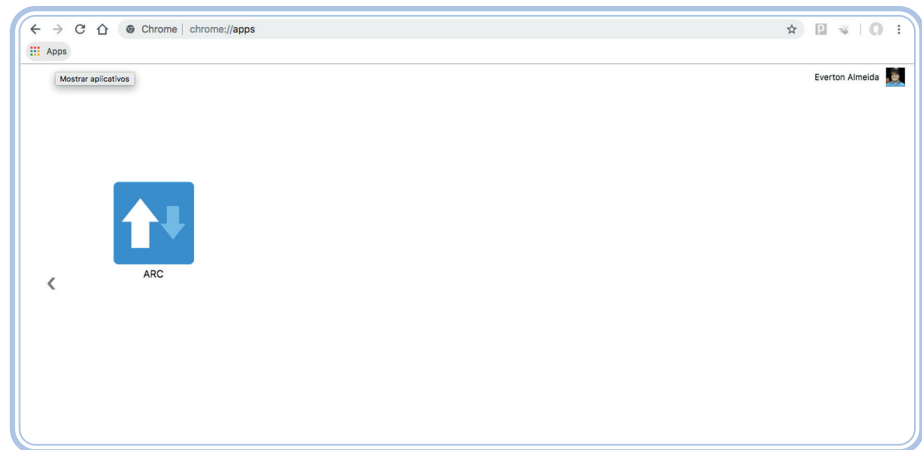 Chrome | chrome://apps
Apps
Mostrar aplicativos
Everton Almeida
ARC